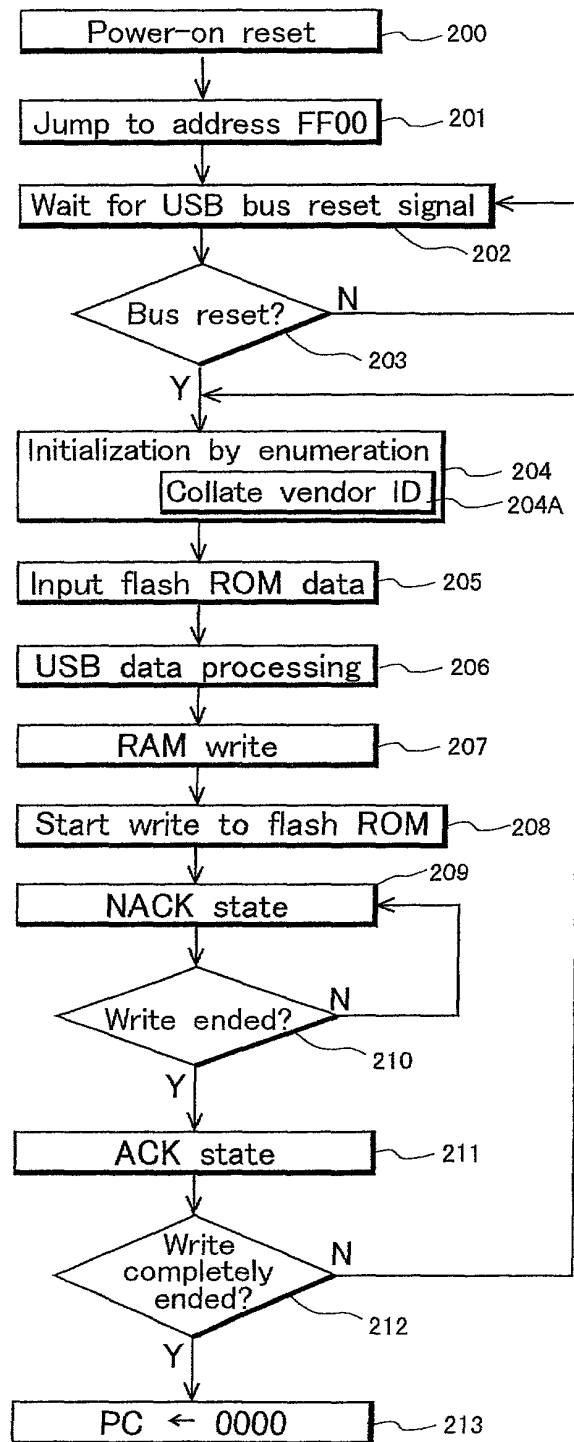 Power-on reset
200
Jump to address FF00
201
Wait for USB bus reset signal
202
Bus reset?
N
203
Y
Initialization by enumeration
204
Collate vendor ID
204A
Input flash ROM data
205
USB data processing
206
RAM write
207
Start write to flash ROM
208
209
NACK state
N
Write ended?
210
Y
ACK state
211
Write
completely
ended?
N
212
Y
PC ← 0000
213